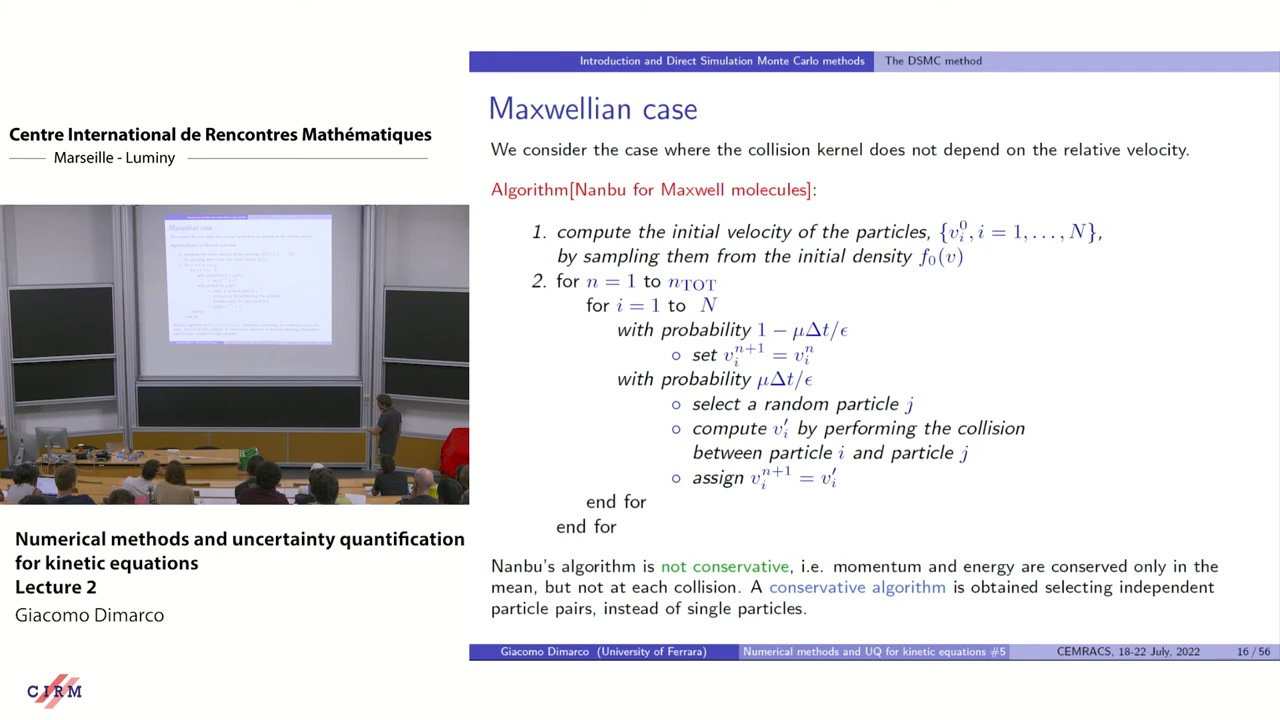 Centre International de Rencontres Mathématiques
Marseille - Luminy
Numerical methods and uncertainty quantification
for kinetic equations
Lecture 2
Giacomo Dimarco
CIRM
Introduction and Direct Simulation Monte Carlo methods The DSMC method
Maxwellian case
We consider the case where the collision kernel does not depend on the relative velocity.
Algorithm[Nanbu for Maxwell molecules]:
1. compute the initial velocity of the particles, {v_i^0, i = 1, . . . , N},
by sampling them from the initial density f_0(v)
2. for n = 1 to n_TOT
for i = 1 to N
with probability 1 − μΔt/ϵ
○ set v_i^{n+1} = v_i^n
with probability μΔt/ϵ
○ select a random particle j
○ compute v_i′ by performing the collision
between particle i and particle j
○ assign v_i^{n+1} = v_i′
end for
end for
Nanbu's algorithm is not conservative, i.e. momentum and energy are conserved only in the
mean, but not at each collision. A conservative algorithm is obtained selecting independent
particle pairs, instead of single particles.
Giacomo Dimarco (University of Ferrara) Numerical methods and UQ for kinetic equations #5 CEMRACS, 18-22 July, 2022 16 / 56